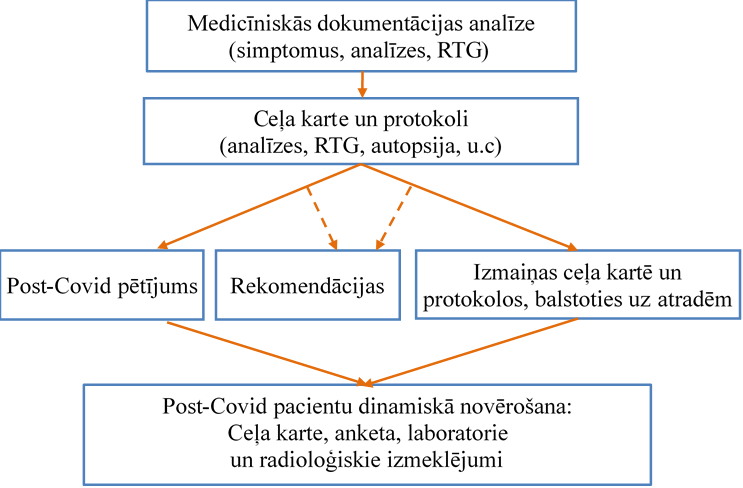 Medicīniskās dokumentācijas analīze
(simptomus, analīzes, RTG)
Ceļa karte un protokoli
(analīzes, RTG, autopsija, u.c)
Post-Covid pētījums
Rekomendācijas
Izmaiņas ceļa kartē un
protokolos, balstoties uz atradēm
Post-Covid pacientu dinamiskā novērošana:
Ceļa karte, anketa, laboratorie
un radioloģiskie izmeklējumi